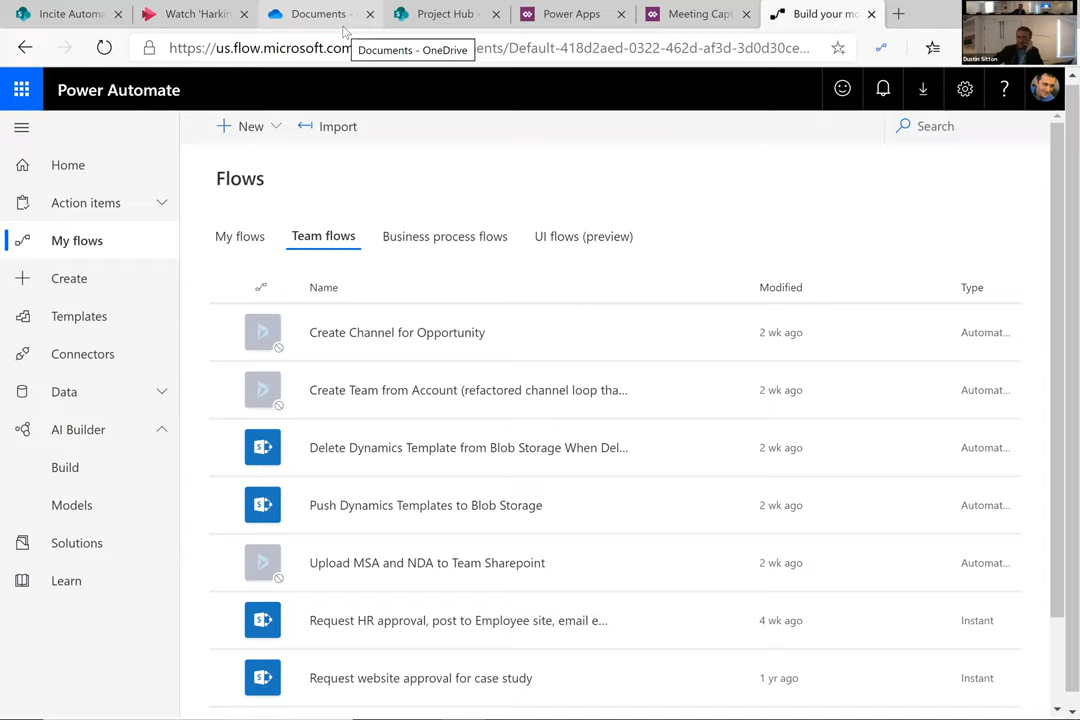 Incite Automa
Watch 'Harkin
Documents -
Project Hub -
Power Apps
Meeting Capt
Build your mo
https://us.flow.microsoft.com
ents/Default-418d2aed-0322-462d-af3d-3d0d30ce...
Documents - OneDrive
Dustin Sitton
Power Automate
New
Import
Search
Home
Action items
My flows
Create
Templates
Connectors
Data
AI Builder
Build
Models
Solutions
Learn
Flows
My flows
Team flows
Business process flows
UI flows (preview)
Name
Modified
Type
Create Channel for Opportunity
2 wk ago
Automat...
Create Team from Account (refactored channel loop tha...
2 wk ago
Automat...
Delete Dynamics Template from Blob Storage When Del...
2 wk ago
Automat...
Push Dynamics Templates to Blob Storage
2 wk ago
Automat...
Upload MSA and NDA to Team Sharepoint
2 wk ago
Automat...
Request HR approval, post to Employee site, email e...
4 wk ago
Instant
Request website approval for case study
1 yr ago
Instant